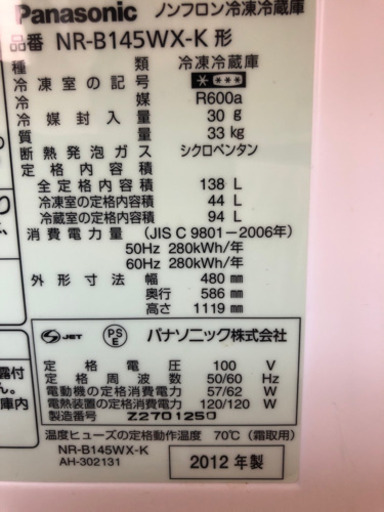 Panasonic ノンフロン冷凍冷蔵庫
品番 NR-B145WX-K 形
種類 冷凍冷蔵庫
冷凍室の記号
冷媒 R600a
冷媒封入量 30 g
質量 33 kg
断熱発泡ガス シクロペンタン
定格内容積
全定格内容積 138 L
冷凍室の定格内容積 44 L
冷蔵室の定格内容積 94 L
消費電力量 (JIS C 9801-2006年)
50Hz 280kWh/年
60Hz 280kWh/年
外形寸法 幅 480 mm
奥行 586 mm
高さ 1119 mm
JET PSE パナソニック株式会社
定格電圧 100 V
定格周波数 50/60 Hz
電動機の定格消費電力 57/62 W
電熱装置の定格消費電力 120/120 W
製造番号 Z2701250
温度ヒューズの定格動作温度 70℃ (霜取用)
NR-B145WX-K
AH-302131
2012年製
露付
ん。
庫内